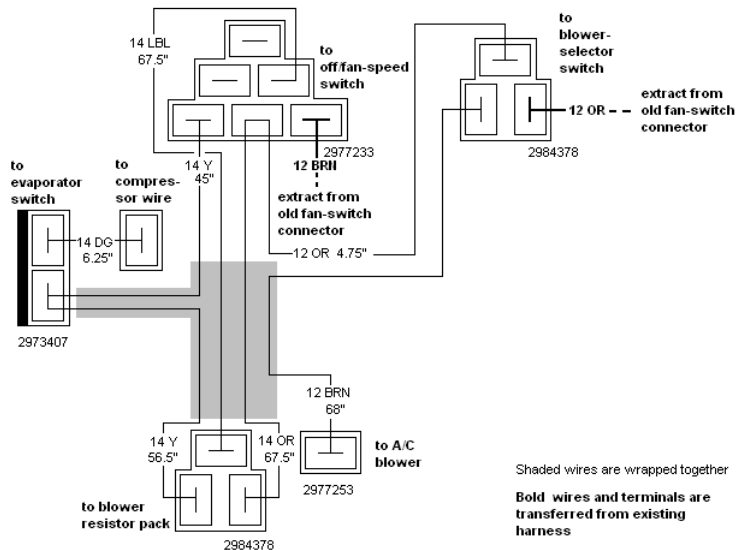 14 LBL
67.5"
to
off/fan-speed
switch
to
blower-
selector
switch
extract from
old fan-switch
connector
12 OR
2977233
2984378
14 Y
45"
12 BRN
extract from
old fan-switch
connector
to
evaporator
switch
to
compres-
sor wire
14 DG
6.25"
12 OR 4.75"
2973407
12 BRN
68"
14 Y
56.5"
14 OR
67.5"
to A/C
blower
2977253
to blower
resistor pack
2984378
Shaded wires are wrapped together
Bold wires and terminals are
transferred from existing
harness